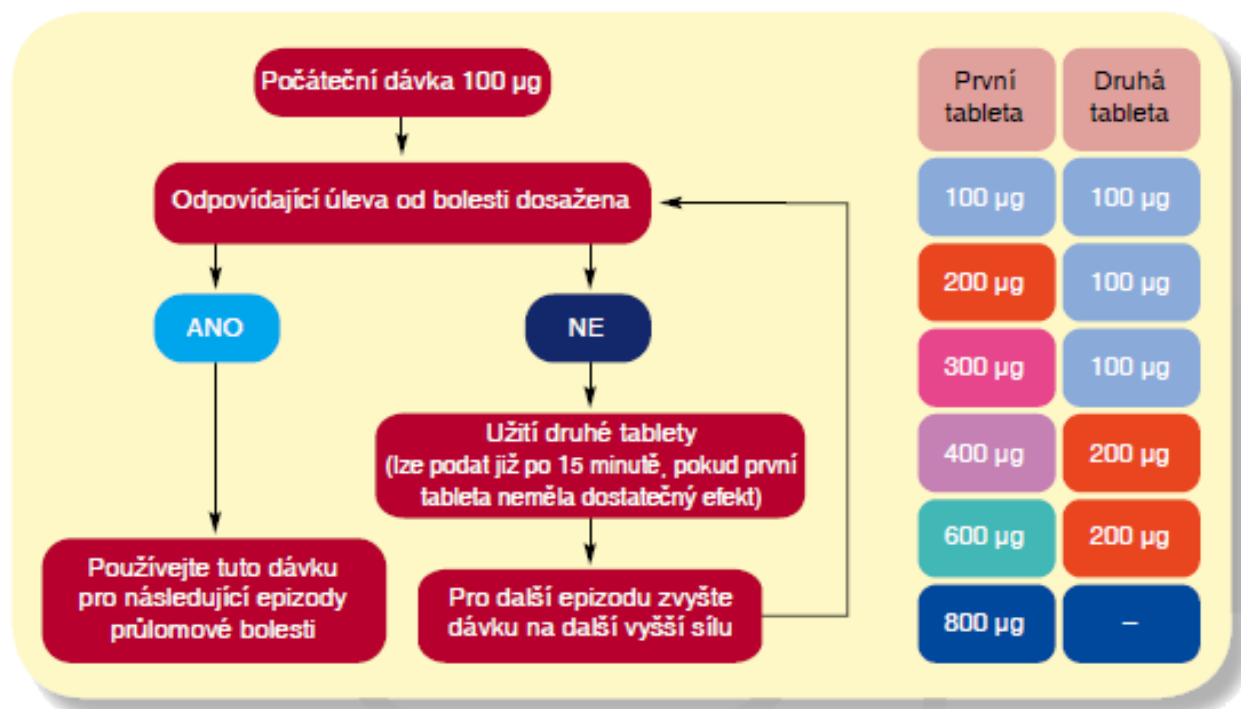 Počáteční dávka 100 µg
Odpovídající úleva od bolesti dosažena
ANO
NE
Užití druhé tablety
(lze podat již po 15 minutě, pokud první
tableta neměla dostatečný efekt)
Používejte tuto dávku
pro následující epizody
průlomové bolesti
Pro další epizodu zvyšte
dávku na další vyšší sílu
První
tableta
Druhá
tableta
100 µg
100 µg
200 µg
100 µg
300 µg
100 µg
400 µg
200 µg
600 µg
200 µg
800 µg
–